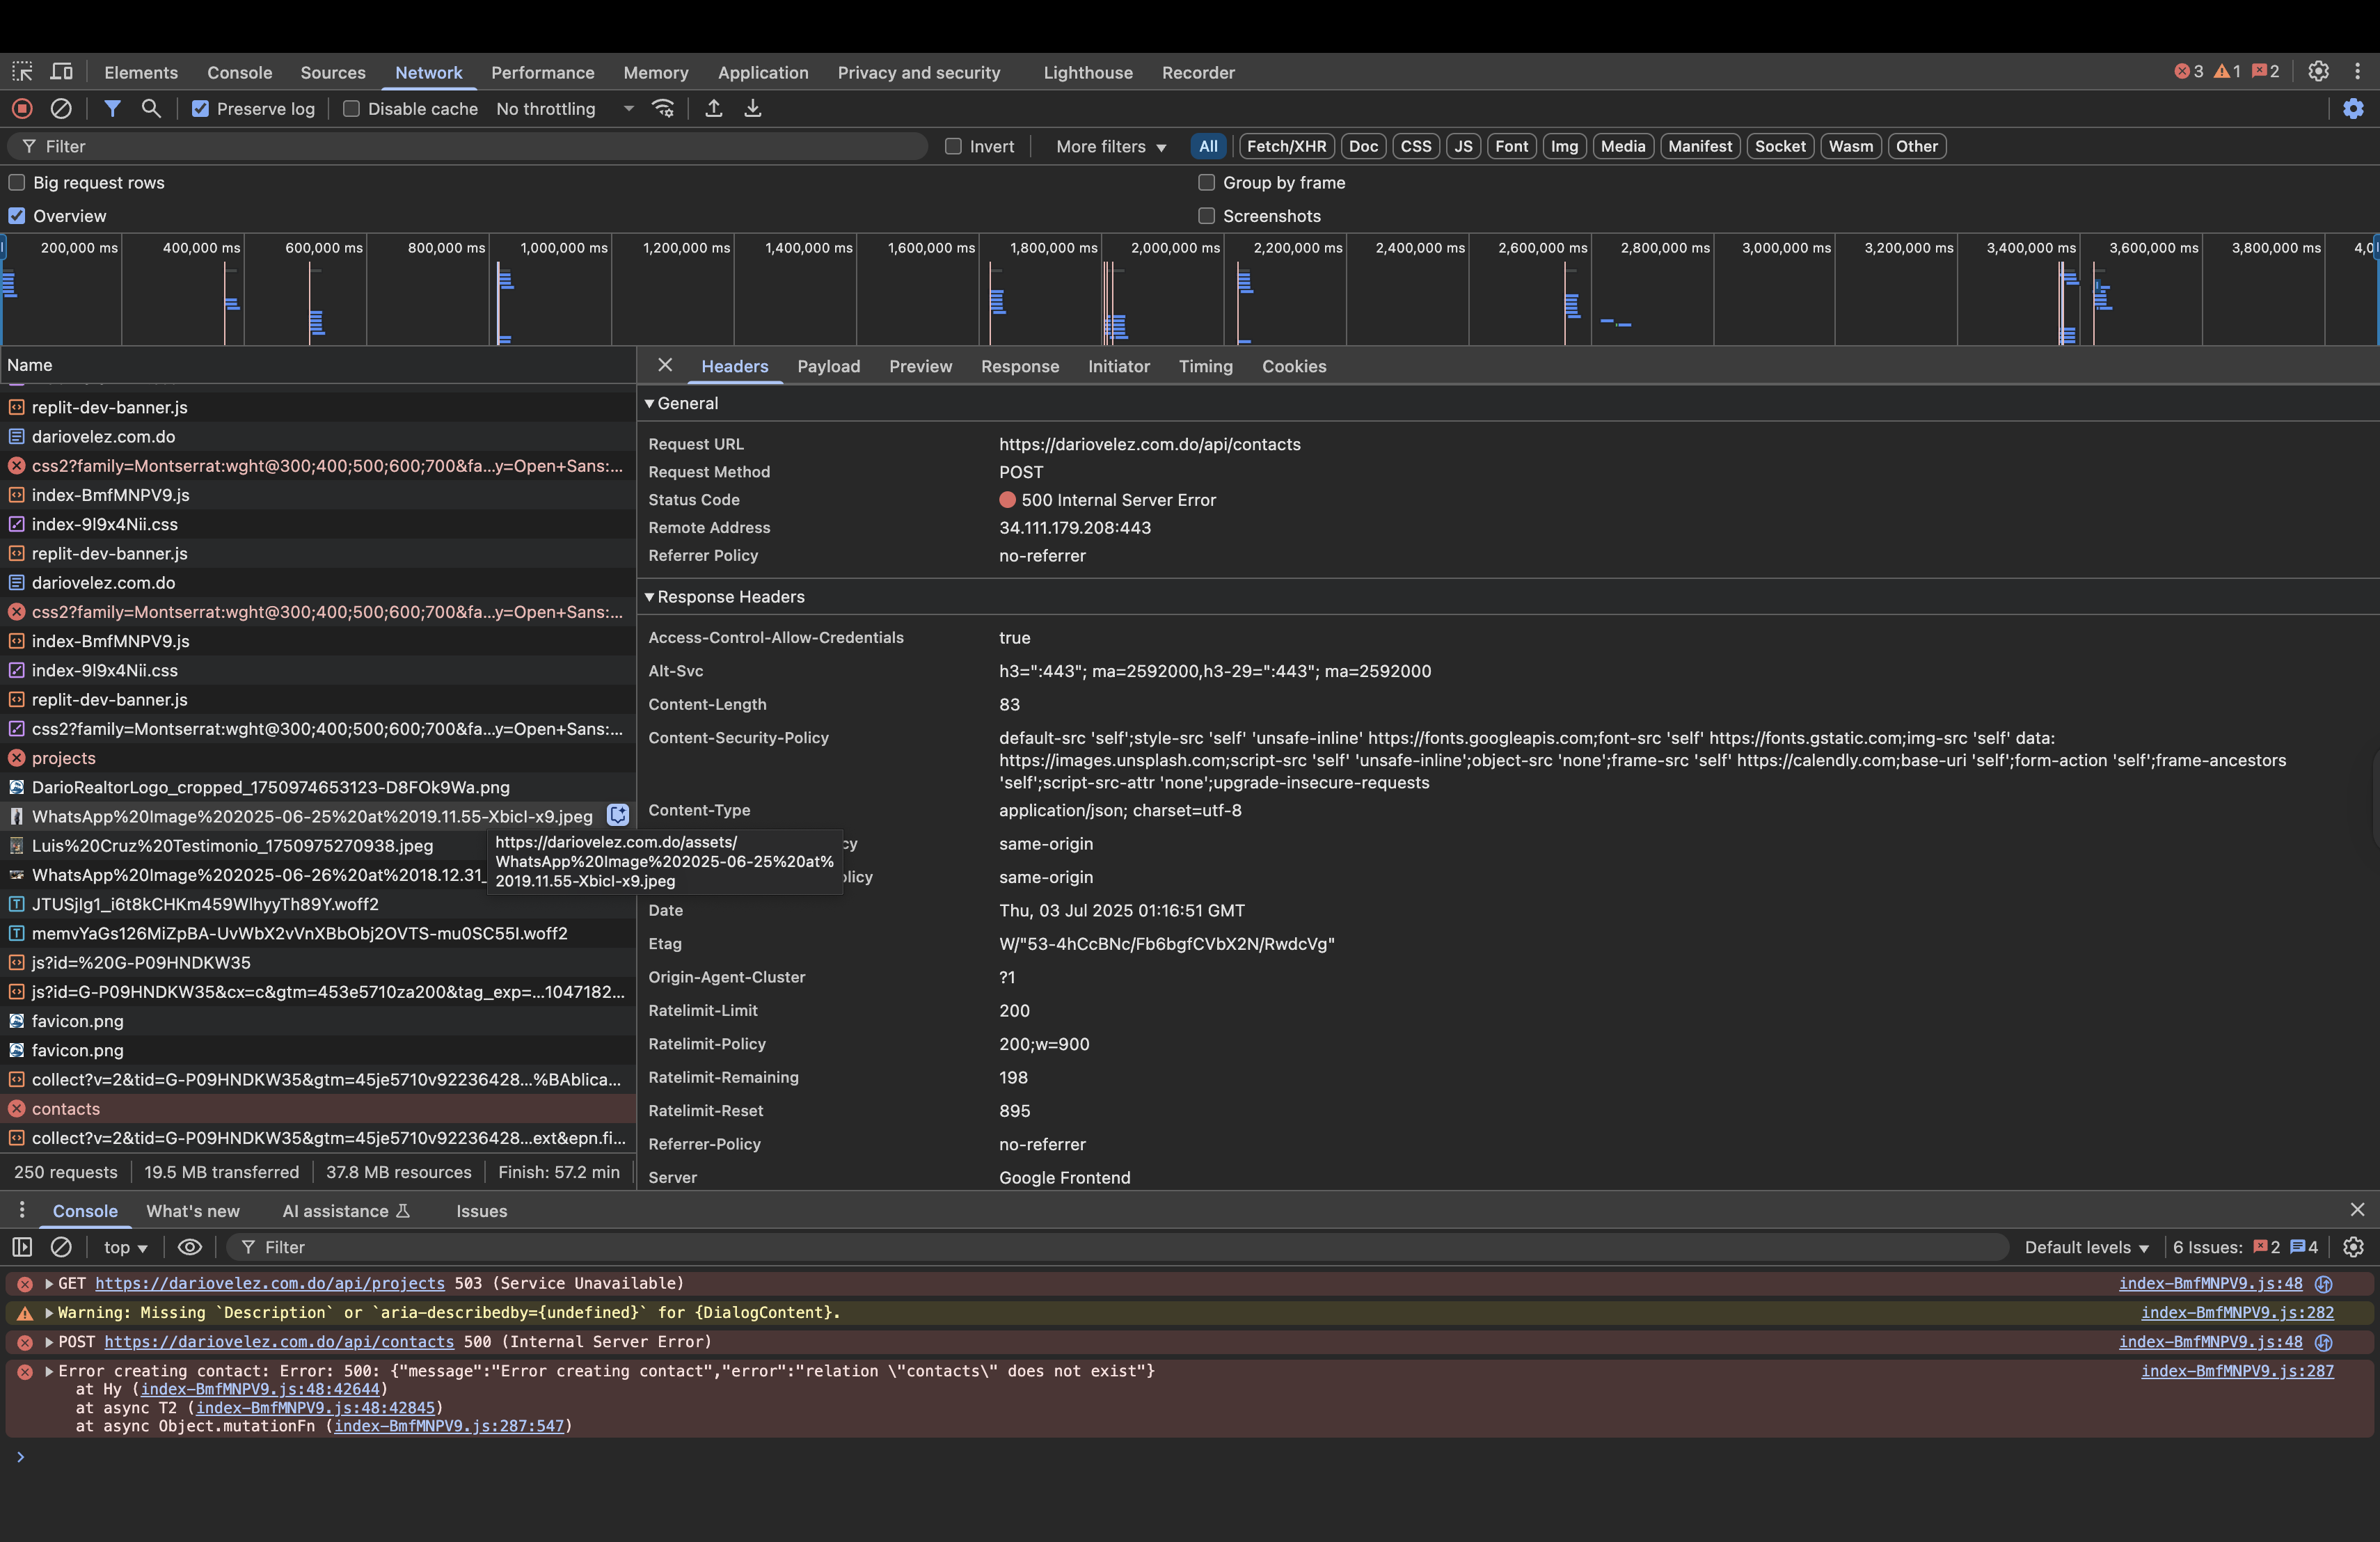 Elements Console Sources Network Performance Memory Application Privacy and security Lighthouse Recorder 3 1 2
Preserve log Disable cache No throttling
Filter Invert More filters All Fetch/XHR Doc CSS JS Font Img Media Manifest Socket Wasm Other
Big request rows Group by frame
Overview Screenshots
200,000 ms 400,000 ms 600,000 ms 800,000 ms 1,000,000 ms 1,200,000 ms 1,400,000 ms 1,600,000 ms 1,800,000 ms 2,000,000 ms 2,200,000 ms 2,400,000 ms 2,600,000 ms 2,800,000 ms 3,000,000 ms 3,200,000 ms 3,400,000 ms 3,600,000 ms 3,800,000 ms 4,0
Name
replit-dev-banner.js
dariovelez.com.do
css2?family=Montserrat:wght@300;400;500;600;700&fa...y=Open+Sans:...
index-BmfMNPV9.js
index-9l9x4Nii.css
replit-dev-banner.js
dariovelez.com.do
css2?family=Montserrat:wght@300;400;500;600;700&fa...y=Open+Sans:...
index-BmfMNPV9.js
index-9l9x4Nii.css
replit-dev-banner.js
css2?family=Montserrat:wght@300;400;500;600;700&fa...y=Open+Sans:...
projects
DarioRealtorLogo_cropped_1750974653123-D8FOk9Wa.png
WhatsApp%20Image%202025-06-25%20at%2019.11.55-Xbicl-x9.jpeg
Luis%20Cruz%20Testimonio_1750975270938.jpeg
WhatsApp%20Image%202025-06-26%20at%2018.12.31_
https://dariovelez.com.do/assets/
WhatsApp%20Image%202025-06-25%20at%
2019.11.55-Xbicl-x9.jpeg
JTUSjIg1_i6t8kCHKm459WlhyyTh89Y.woff2
memvYaGs126MiZpBA-UvWbX2vVnXBbObj2OVTS-mu0SC55I.woff2
js?id=%20G-P09HNDKW35
js?id=G-P09HNDKW35&cx=c&gtm=453e5710za200&tag_exp=...1047182...
favicon.png
favicon.png
collect?v=2&tid=G-P09HNDKW35&gtm=45je5710v92236428...%BAblica...
contacts
collect?v=2&tid=G-P09HNDKW35&gtm=45je5710v92236428...ext&epn.fi...
250 requests 19.5 MB transferred 37.8 MB resources Finish: 57.2 min
Headers Payload Preview Response Initiator Timing Cookies
General
Request URL https://dariovelez.com.do/api/contacts
Request Method POST
Status Code 500 Internal Server Error
Remote Address 34.111.179.208:443
Referrer Policy no-referrer
Response Headers
Access-Control-Allow-Credentials true
Alt-Svc h3=":443"; ma=2592000,h3-29=":443"; ma=2592000
Content-Length 83
Content-Security-Policy default-src 'self';style-src 'self' 'unsafe-inline' https://fonts.googleapis.com;font-src 'self' https://fonts.gstatic.com;img-src 'self' data:
https://images.unsplash.com;script-src 'self' 'unsafe-inline';object-src 'none';frame-src 'self' https://calendly.com;base-uri 'self';form-action 'self';frame-ancestors
'self';script-src-attr 'none';upgrade-insecure-requests
Content-Type application/json; charset=utf-8
cy same-origin
olicy same-origin
Date Thu, 03 Jul 2025 01:16:51 GMT
Etag W/"53-4hCcBNc/Fb6bgfCVbX2N/RwdcVg"
Origin-Agent-Cluster ?1
Ratelimit-Limit 200
Ratelimit-Policy 200;w=900
Ratelimit-Remaining 198
Ratelimit-Reset 895
Referrer-Policy no-referrer
Server Google Frontend
Console What's new AI assistance Issues
top Filter Default levels 6 Issues: 2 4
GET https://dariovelez.com.do/api/projects 503 (Service Unavailable) index-BmfMNPV9.js:48
Warning: Missing `Description` or `aria-describedby={undefined}` for {DialogContent}. index-BmfMNPV9.js:282
POST https://dariovelez.com.do/api/contacts 500 (Internal Server Error) index-BmfMNPV9.js:48
Error creating contact: Error: 500: {"message":"Error creating contact","error":"relation \"contacts\" does not exist"} index-BmfMNPV9.js:287
at Hy (index-BmfMNPV9.js:48:42644)
at async T2 (index-BmfMNPV9.js:48:42845)
at async Object.mutationFn (index-BmfMNPV9.js:287:547)